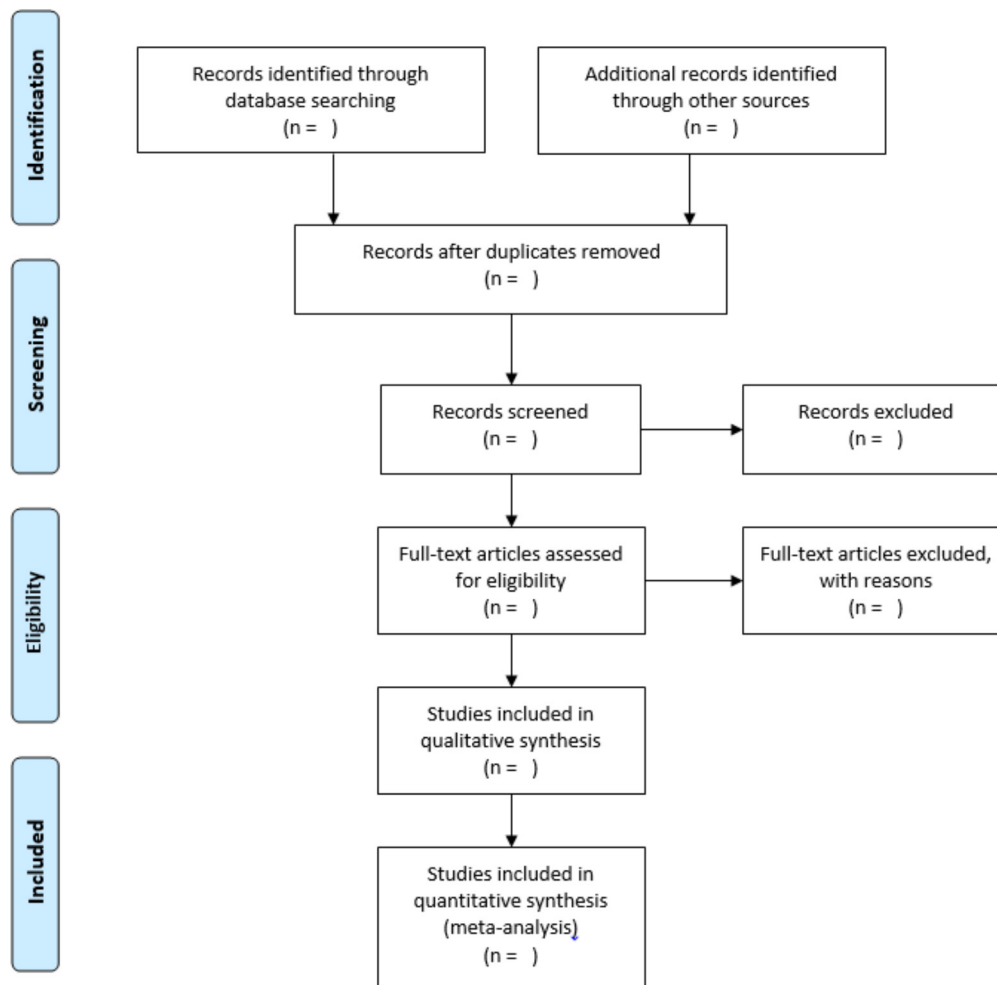 Identification
Records identified through
database searching
(n =   )
Additional records identified
through other sources
(n =   )
Records after duplicates removed
(n =   )
Screening
Records screened
(n =   )
Records excluded
(n =   )
Eligibility
Full-text articles assessed
for eligibility
(n =   )
Full-text articles excluded,
with reasons
(n =   )
Studies included in
qualitative synthesis
(n =   )
Included
Studies included in
quantitative synthesis
(meta-analysis)
(n =   )